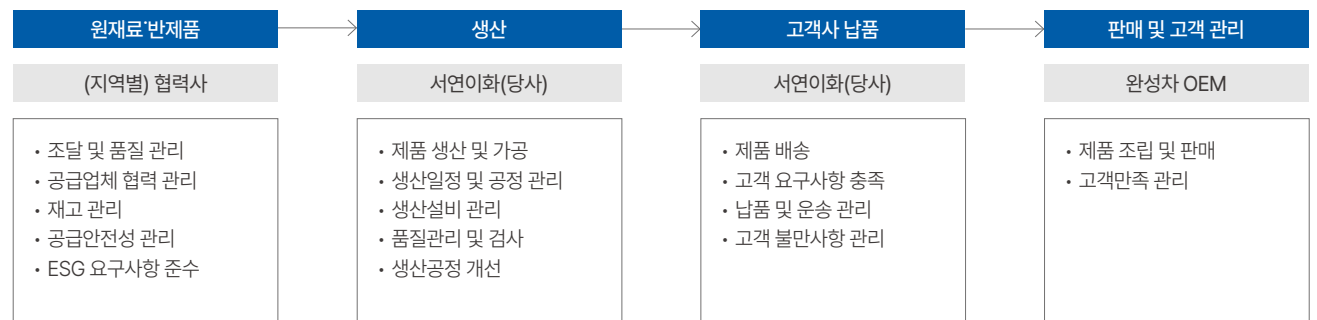 원재료·반제품
생산
고객사 납품
판매 및 고객 관리
(지역별) 협력사
서연이화(당사)
서연이화(당사)
완성차 OEM
• 조달 및 품질 관리
• 공급업체 협력 관리
• 재고 관리
• 공급안전성 관리
• ESG 요구사항 준수
• 제품 생산 및 가공
• 생산일정 및 공정 관리
• 생산설비 관리
• 품질관리 및 검사
• 생산공정 개선
• 제품 배송
• 고객 요구사항 충족
• 납품 및 운송 관리
• 고객 불만사항 관리
• 제품 조립 및 판매
• 고객만족 관리